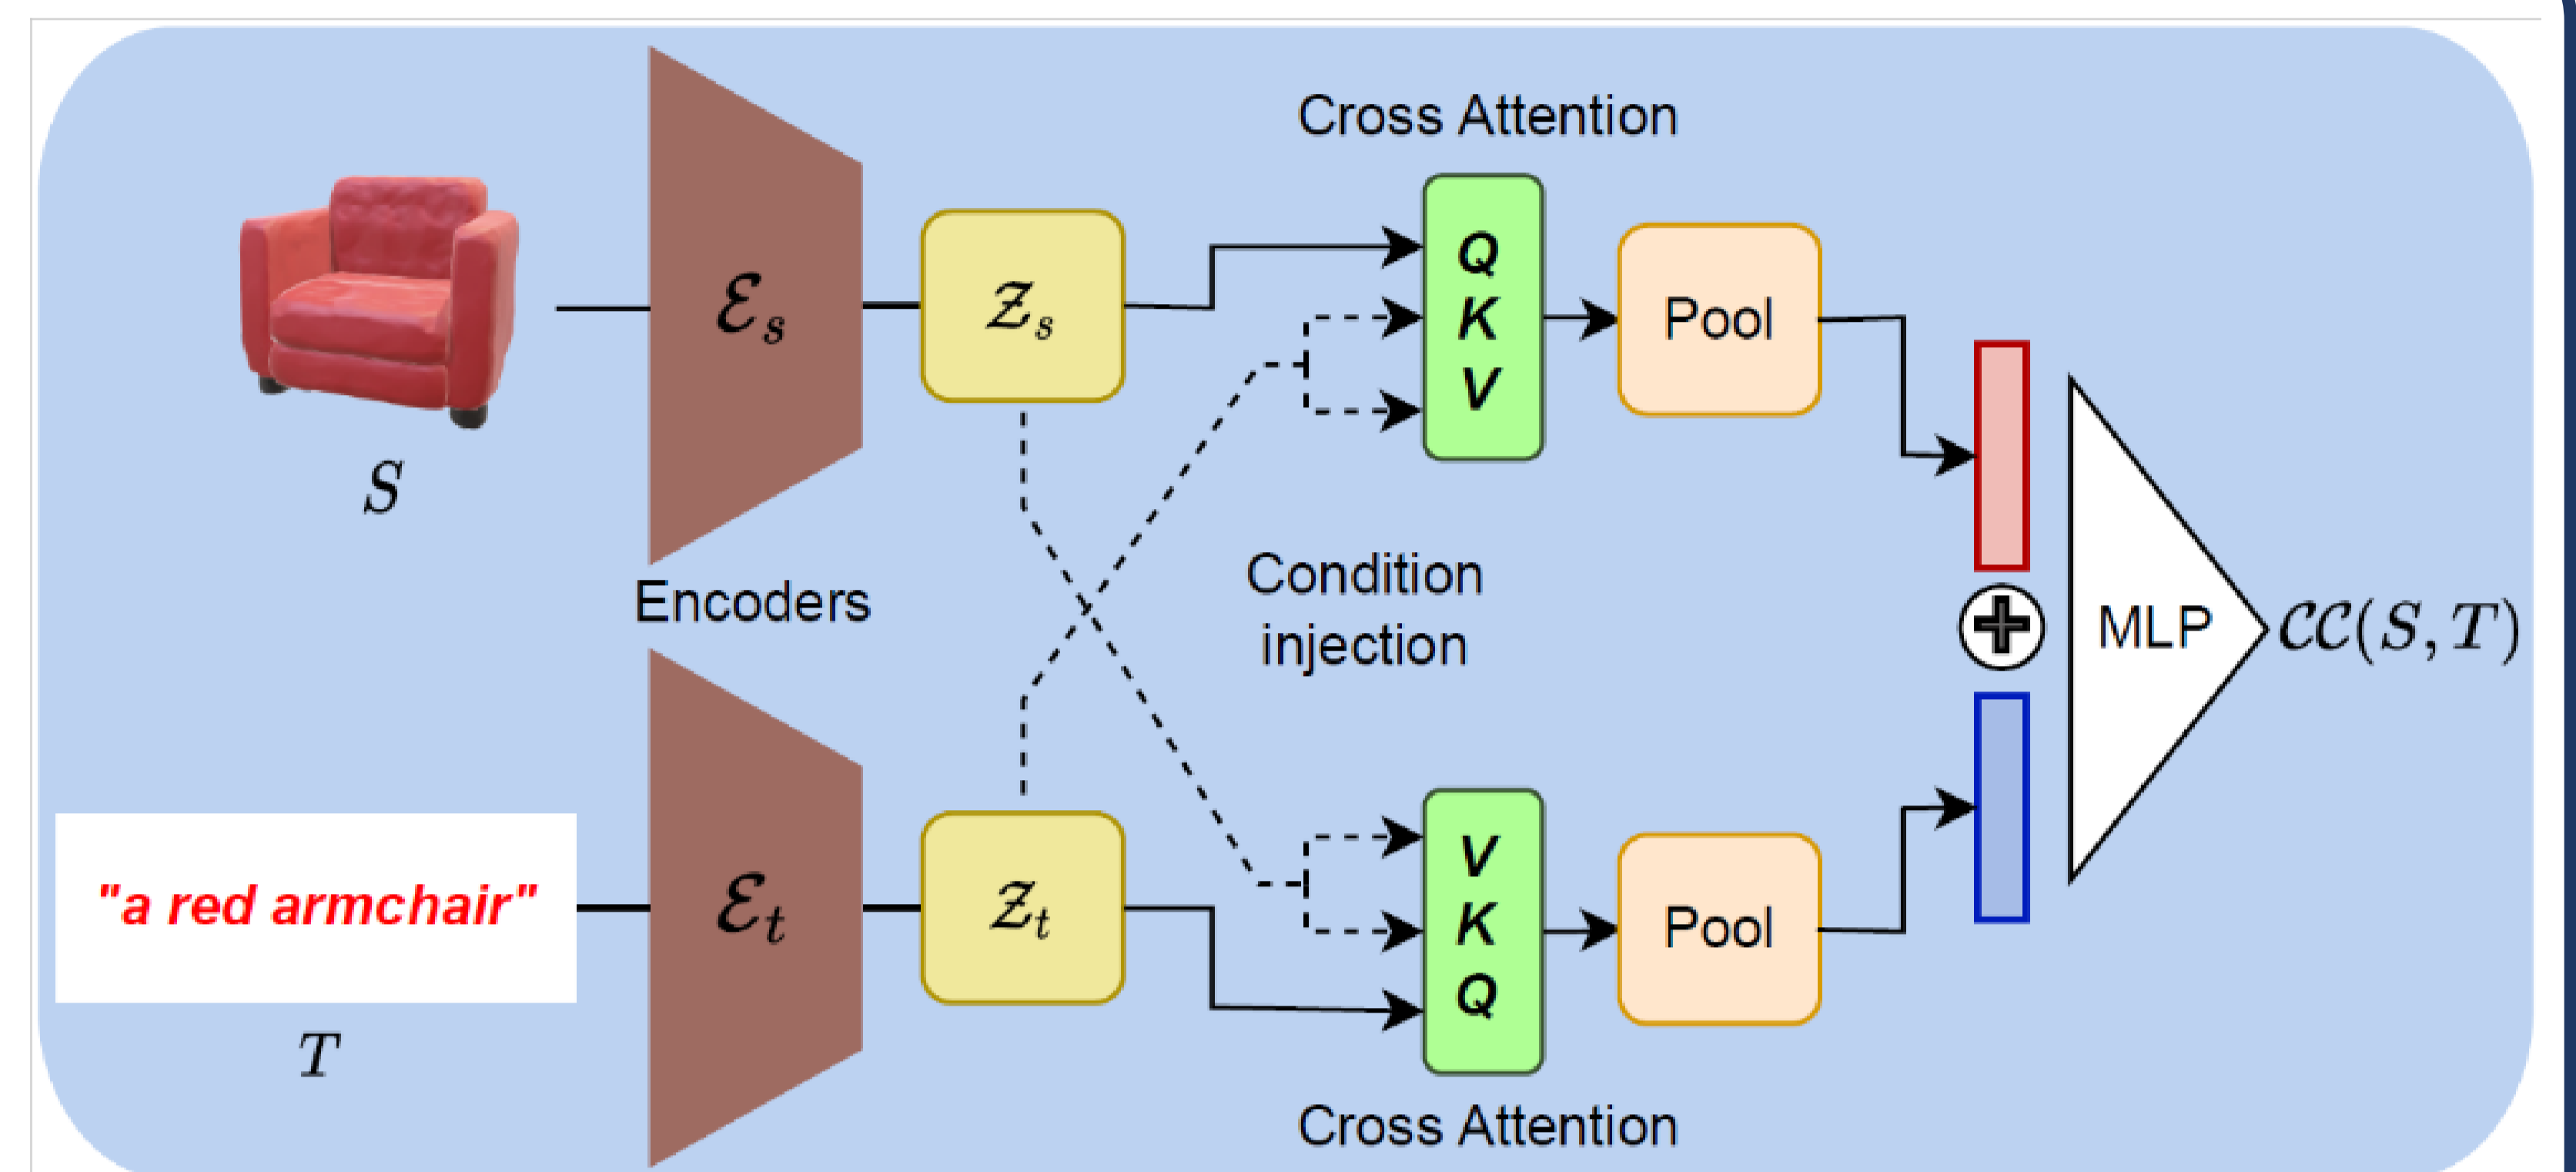 Cross Attention
Q
K
V
Pool
ℰₛ
𝒵ₛ
S
Encoders
Condition
injection
MLP
𝒞𝒞(S, T)
"a red armchair"
ℰₜ
𝒵ₜ
V
K
Q
Pool
T
Cross Attention